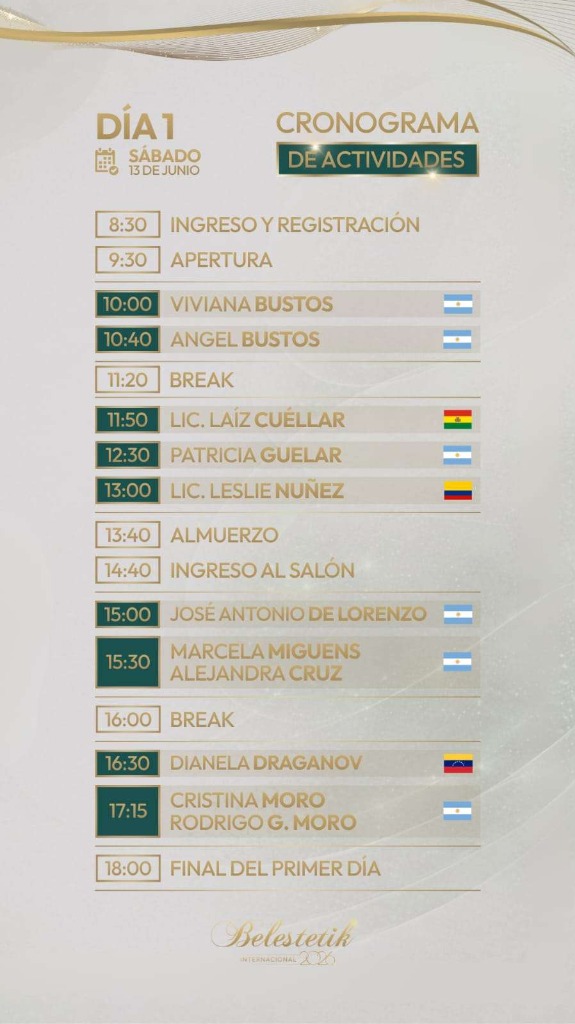 DÍA 1
SÁBADO
13 DE JUNIO
CRONOGRAMA
DE ACTIVIDADES
8:30 INGRESO Y REGISTRACIÓN
9:30 APERTURA
10:00 VIVIANA BUSTOS
10:40 ANGEL BUSTOS
11:20 BREAK
11:50 LIC. LAÍZ CUÉLLAR
12:30 PATRICIA GUELAR
13:00 LIC. LESLIE NUÑEZ
13:40 ALMUERZO
14:40 INGRESO AL SALÓN
15:00 JOSÉ ANTONIO DE LORENZO
15:30 MARCELA MIGUENS
ALEJANDRA CRUZ
16:00 BREAK
16:30 DIANELA DRAGANOV
17:15 CRISTINA MORO
RODRIGO G. MORO
18:00 FINAL DEL PRIMER DÍA
Belestetik
INTERNACIONAL 2026